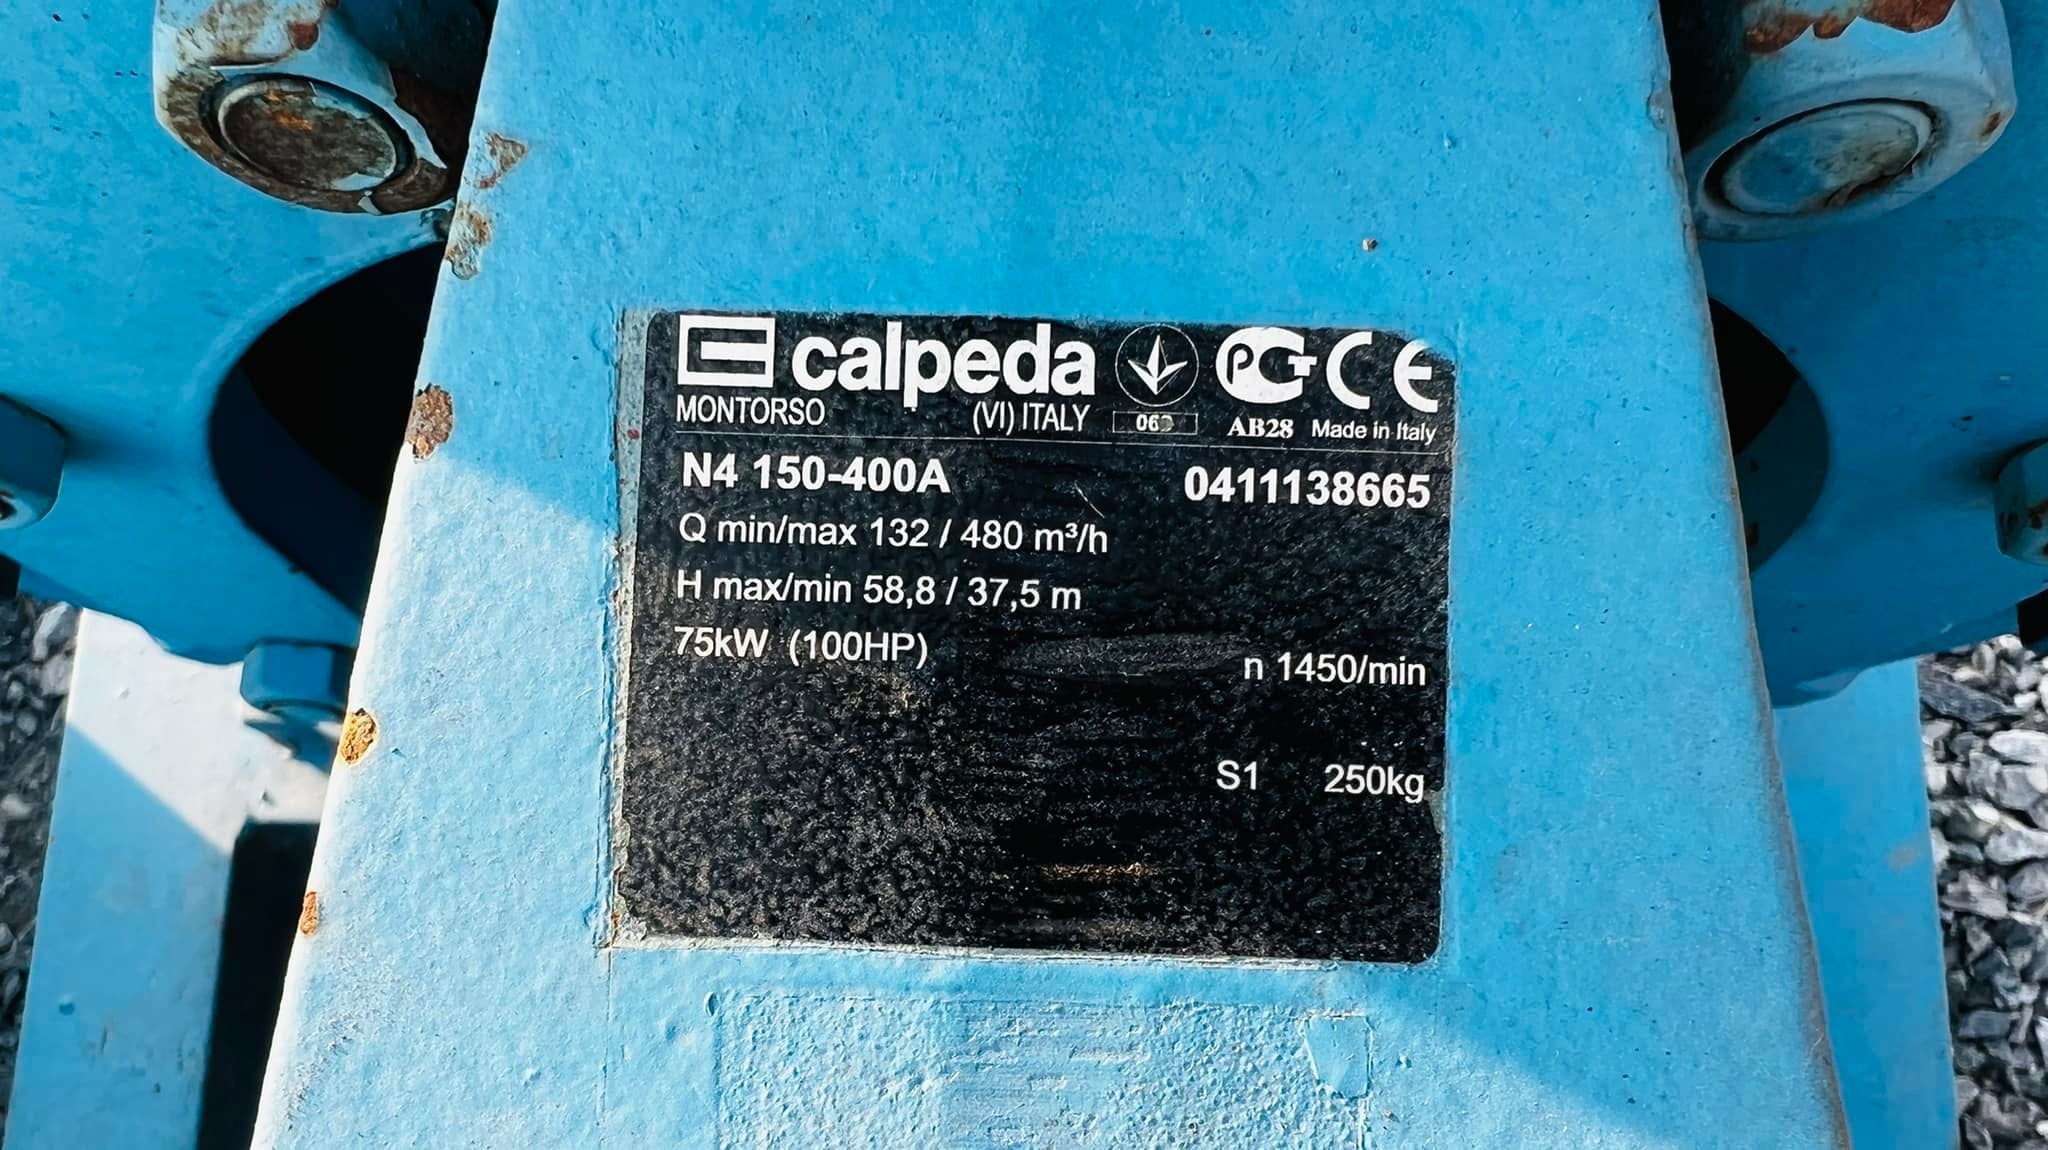 calpeda
MONTORSO (VI) ITALY AB28 Made in Italy
N4 150-400A 0411138665
Q min/max 132 / 480 m³/h
H max/min 58,8 / 37,5 m
75kW (100HP) n 1450/min
S1 250kg